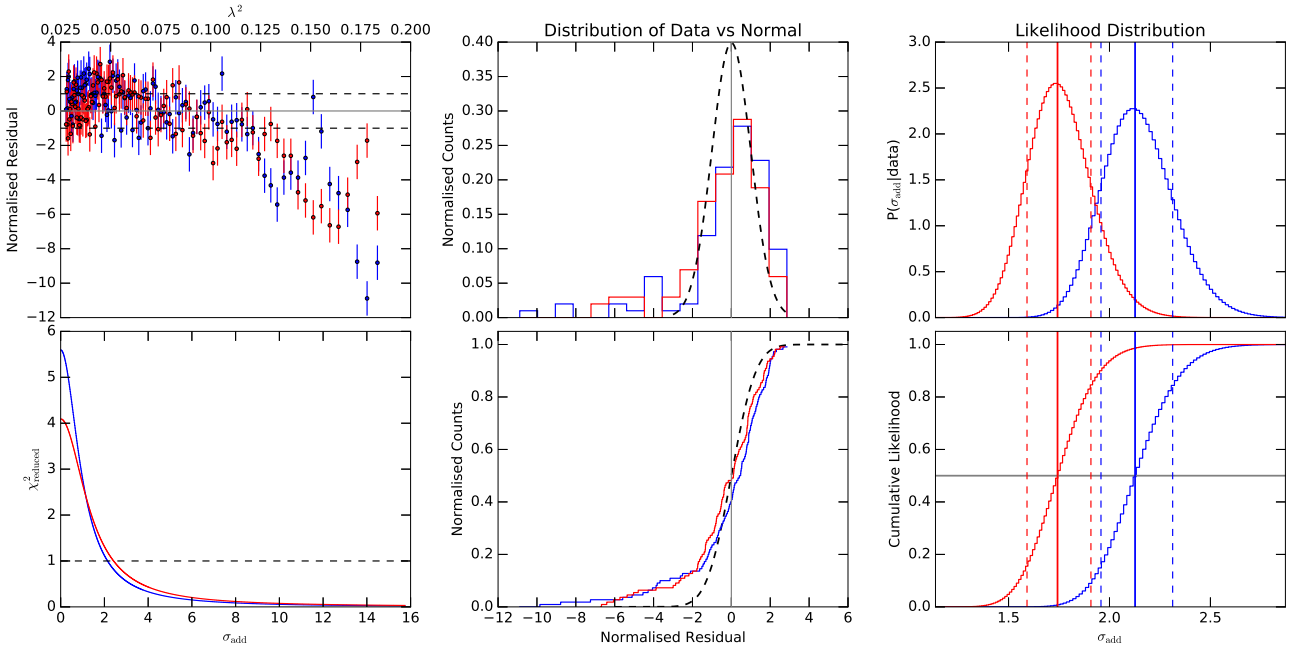 λ²
0.025 0.050 0.075 0.100 0.125 0.150 0.175 0.200
Normalised Residual
4
2
0
−2
−4
−6
−8
−10
−12
Distribution of Data vs Normal
Normalised Counts
0.40
0.35
0.30
0.25
0.20
0.15
0.10
0.05
0.00
Likelihood Distribution
P(σadd|data)
3.0
2.5
2.0
1.5
1.0
0.5
0.0
χ²reduced
6
5
4
3
2
1
0
0 2 4 6 8 10 12 14 16
σadd
Normalised Counts
1.0
0.8
0.6
0.4
0.2
0.0
−12 −10 −8 −6 −4 −2 0 2 4 6
Normalised Residual
Cumulative Likelihood
1.0
0.8
0.6
0.4
0.2
0.0
1.5 2.0 2.5
σadd